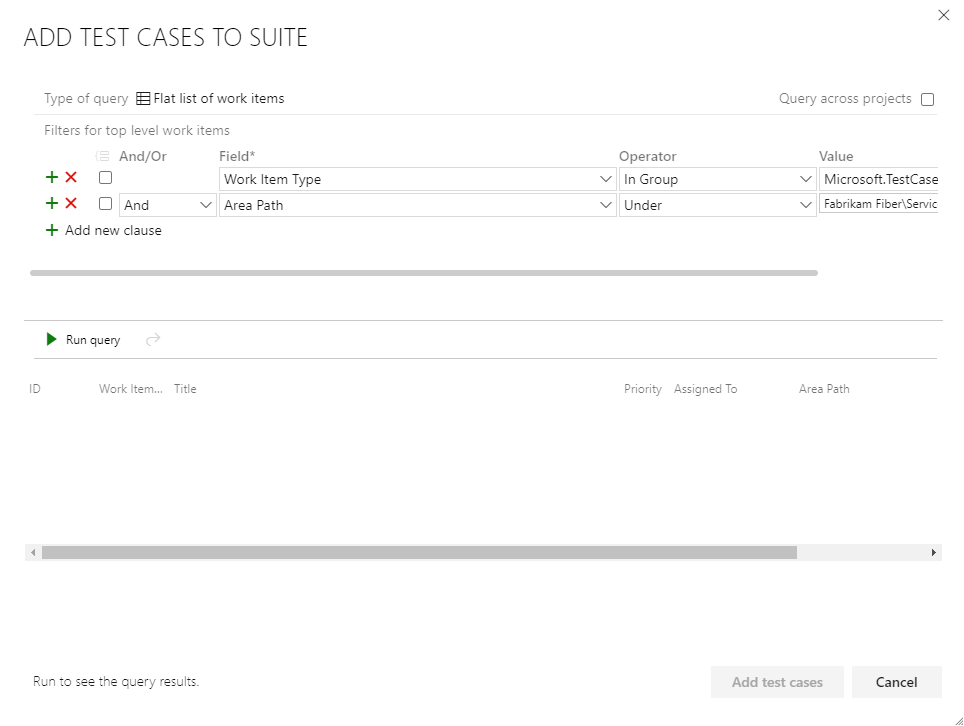 ADD TEST CASES TO SUITE
Type of query Flat list of work items Query across projects
Filters for top level work items
And/Or Field* Operator Value
Work Item Type In Group Microsoft.TestCase
And Area Path Under Fabrikam Fiber\Servic
Add new clause
Run query
ID Work Item... Title Priority Assigned To Area Path
Run to see the query results. Add test cases Cancel